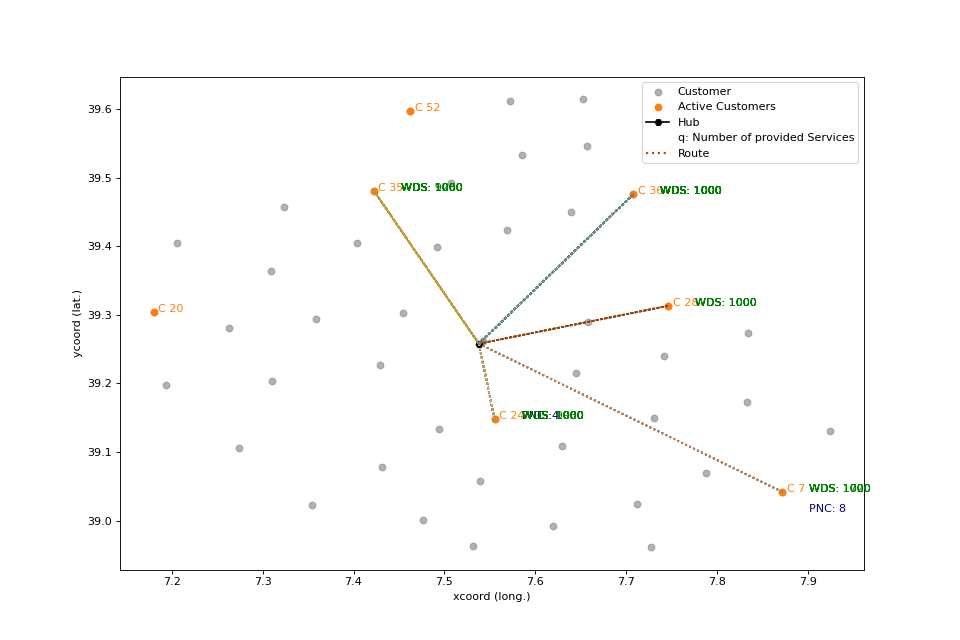 Customer
Active Customers
Hub
q: Number of provided Services
Route
C 52
C 35
C 36
WDS: 1000
C 20
C 28
WDS: 1000
C 24
C 7
PNC: 8
39.6
39.5
39.4
39.3
39.2
39.1
39.0
ycoord (lat.)
7.2 7.3 7.4 7.5 7.6 7.7 7.8 7.9
xcoord (long.)